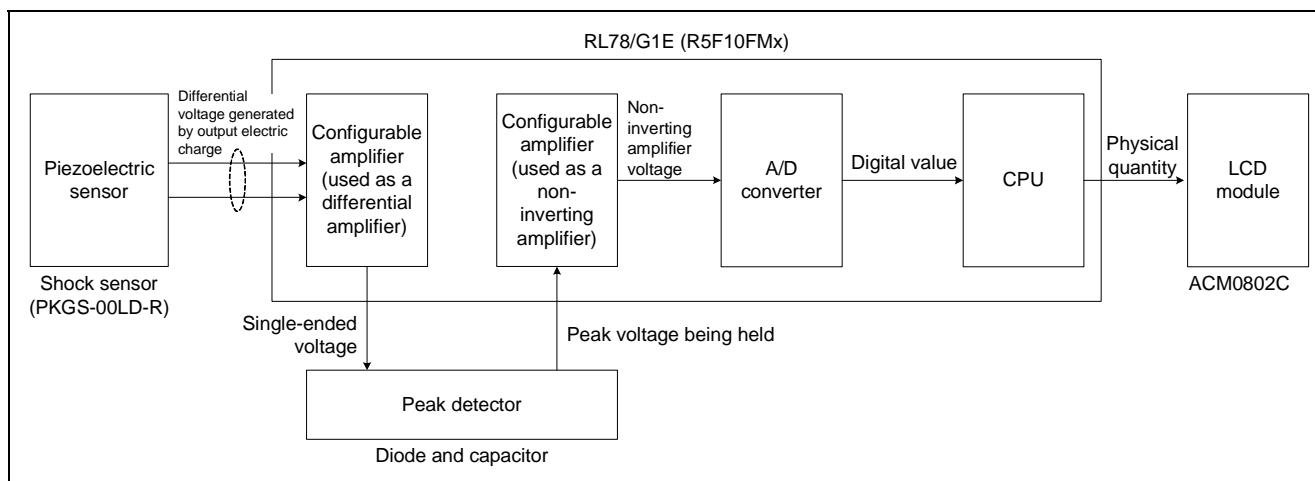 RL78/G1E (R5F10FMx)
Differential
voltage generated
by output electric
charge
Piezoelectric
sensor
Shock sensor
(PKGS-00LD-R)
Configurable
amplifier
(used as a
differential
amplifier)
Configurable
amplifier
(used as a
non-
inverting
amplifier)
Non-
inverting
amplifier
voltage
A/D
converter
Digital value
CPU
Physical
quantity
LCD
module
ACM0802C
Single-ended
voltage
Peak voltage being held
Peak detector
Diode and capacitor